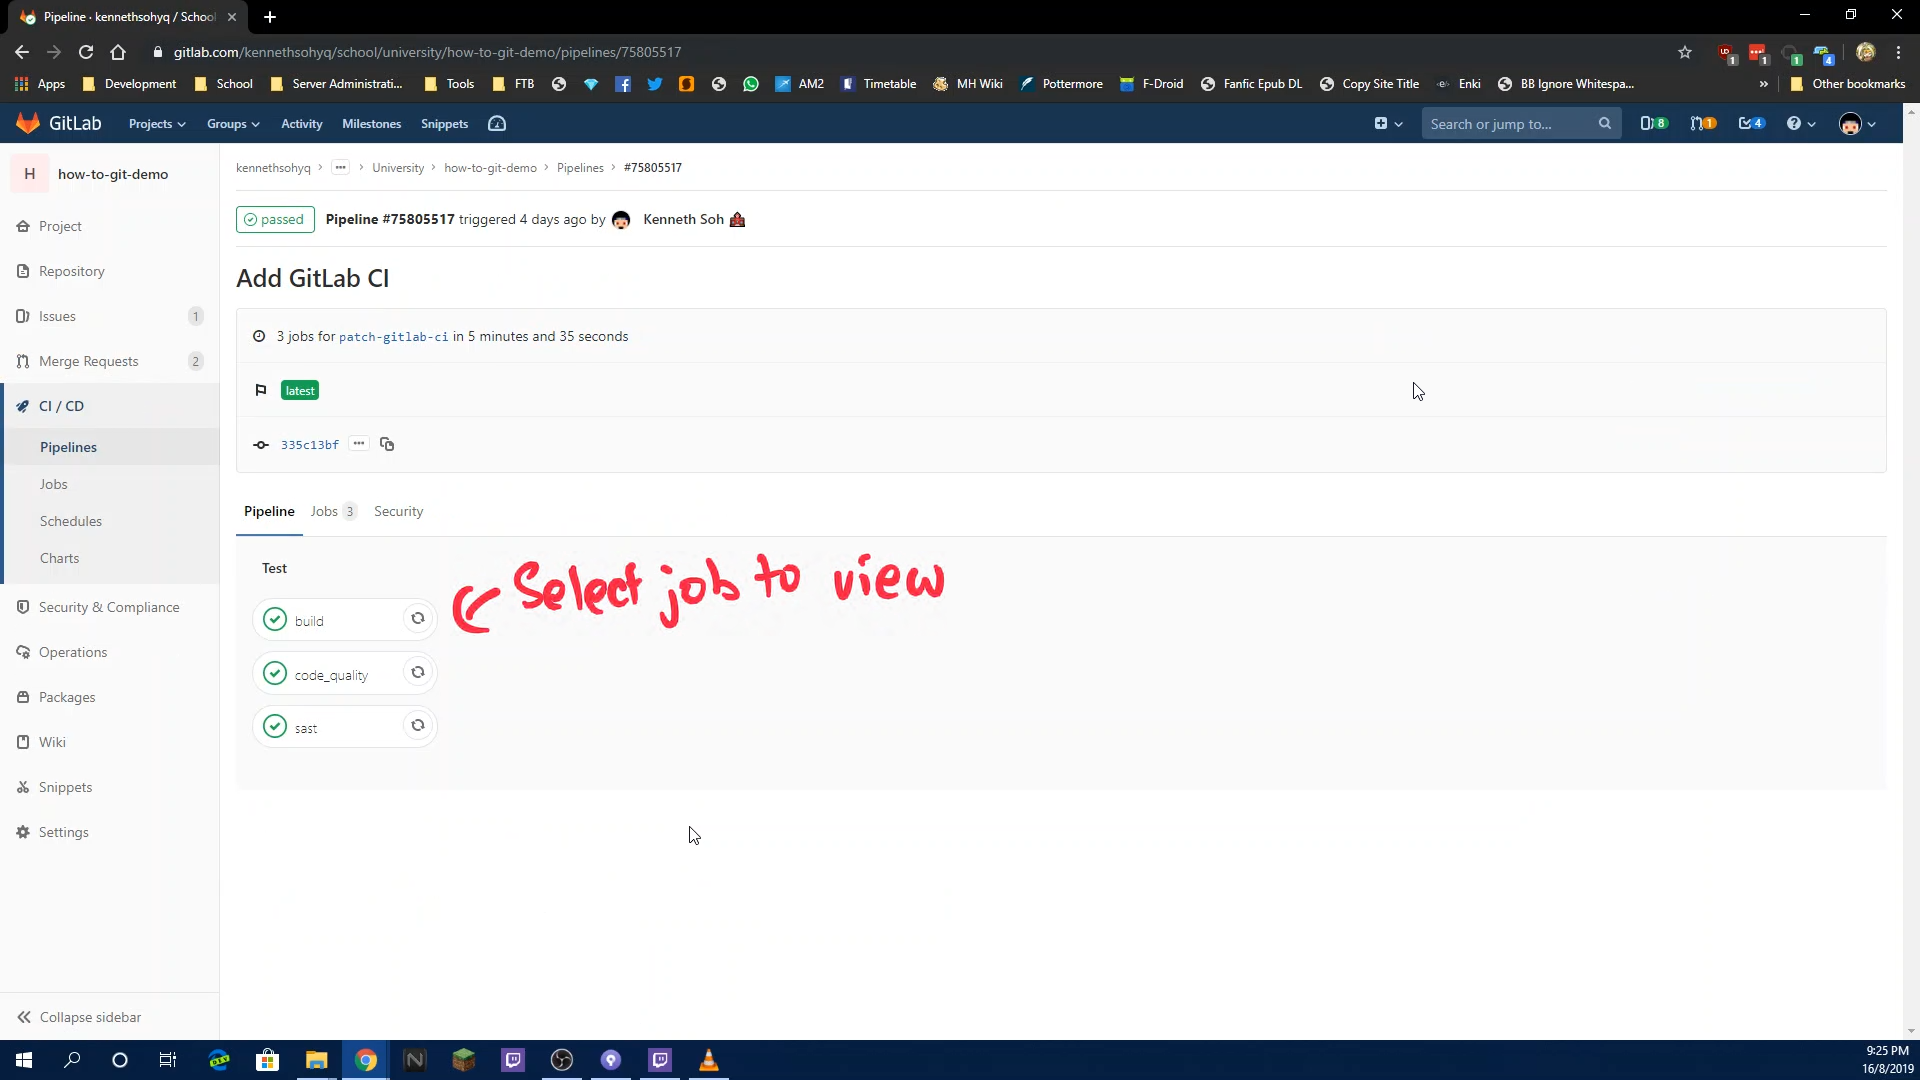 Pipeline · kennethsohyq / School
gitlab.com/kennethsohyq/school/university/how-to-git-demo/pipelines/75805517
1 1 1 4
Apps Development School Server Administrati... Tools FTB AM2 Timetable MH Wiki Pottermore F-Droid Fanfic Epub DL Copy Site Title Enki BB Ignore Whitespa... » Other bookmarks
GitLab Projects Groups Activity Milestones Snippets Search or jump to... 8 1 4
H how-to-git-demo
kennethsohyq › ... University › how-to-git-demo › Pipelines › #75805517
passed Pipeline #75805517 triggered 4 days ago by Kenneth Soh
Project
Repository
Issues 1
Merge Requests 2
CI / CD
Pipelines
Jobs
Schedules
Charts
Security & Compliance
Operations
Packages
Wiki
Snippets
Settings
Collapse sidebar
Add GitLab CI
3 jobs for patch-gitlab-ci in 5 minutes and 35 seconds
latest
335c13bf ...
Pipeline Jobs 3 Security
Test
Select job to view
build
code_quality
sast
DEV
N
9:25 PM
16/8/2019